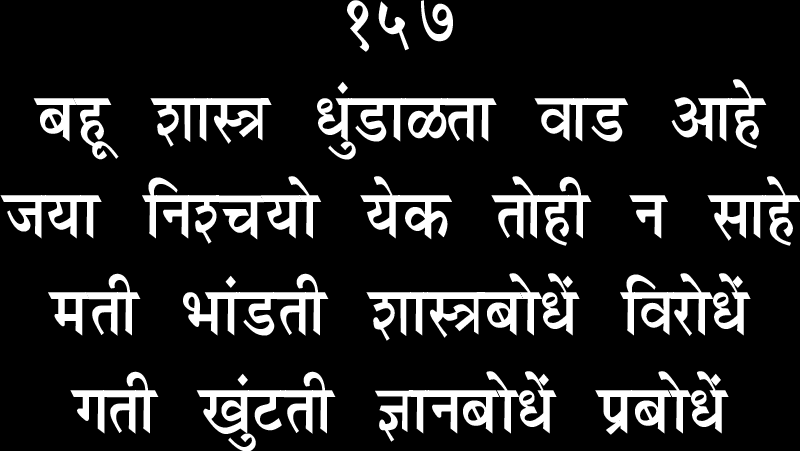 १५७
बहू शास्त्र धुंडाळता वाड आहे
जया निश्चयो येक तोही न साहे
मती भांडती शास्त्रबोधें विरोधें
गती खुंटती ज्ञानबोधें प्रबोधें